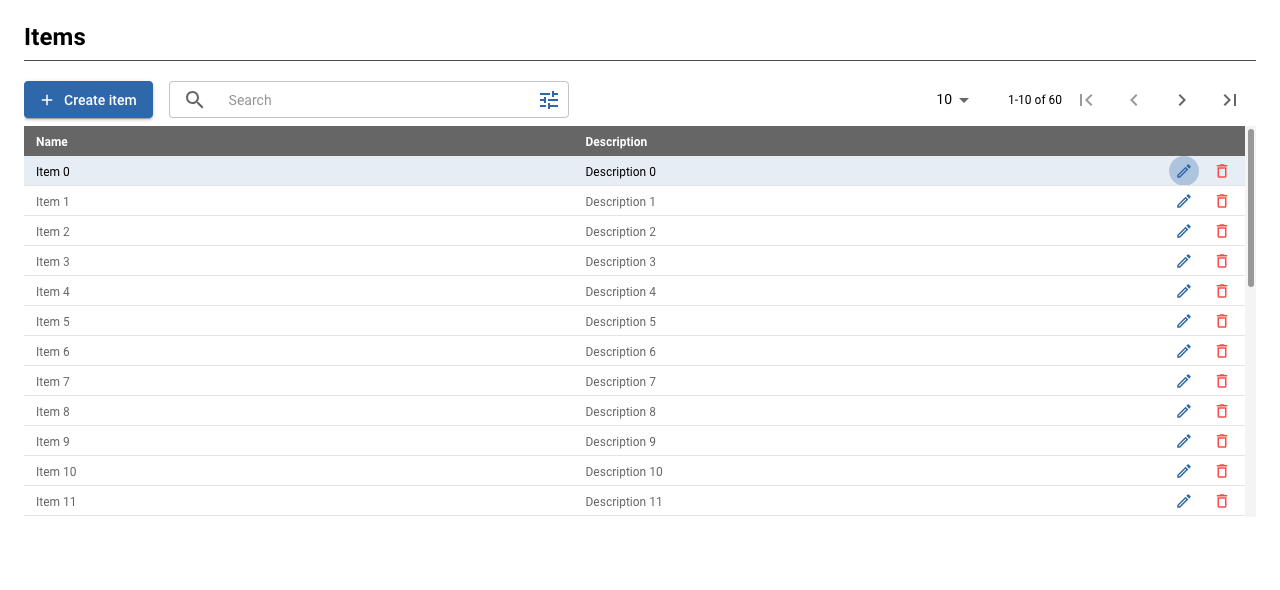 Items
Create item
Search
10
1-10 of 60
Name Description
Item 0 Description 0
Item 1 Description 1
Item 2 Description 2
Item 3 Description 3
Item 4 Description 4
Item 5 Description 5
Item 6 Description 6
Item 7 Description 7
Item 8 Description 8
Item 9 Description 9
Item 10 Description 10
Item 11 Description 11